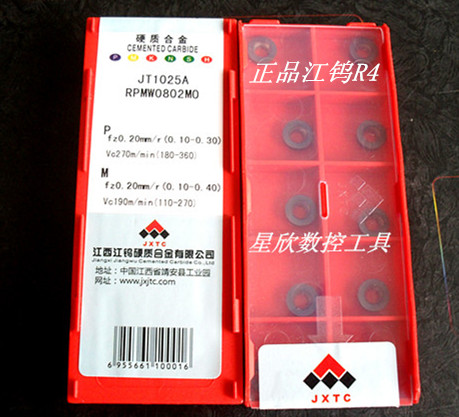 硬质合金
CEMENTED CARBIDE
P M K N S H
JT1025A
RPMW0802MO
P
fz0.20mm/r(0.10-0.30)
Vc270m/min(180-360)
M
fz0.20mm/r(0.10-0.40)
Vc190m/min(110-270)
JXTC
江西江钨硬质合金有限公司
Jiangxi Jiangwu Cemented Carbide Co., Ltd
地址：中国江西省靖安县工业园
网址：www.jxjtc.com
6 955661 100016
正品江钨R4
星欣数控工具
JXTC